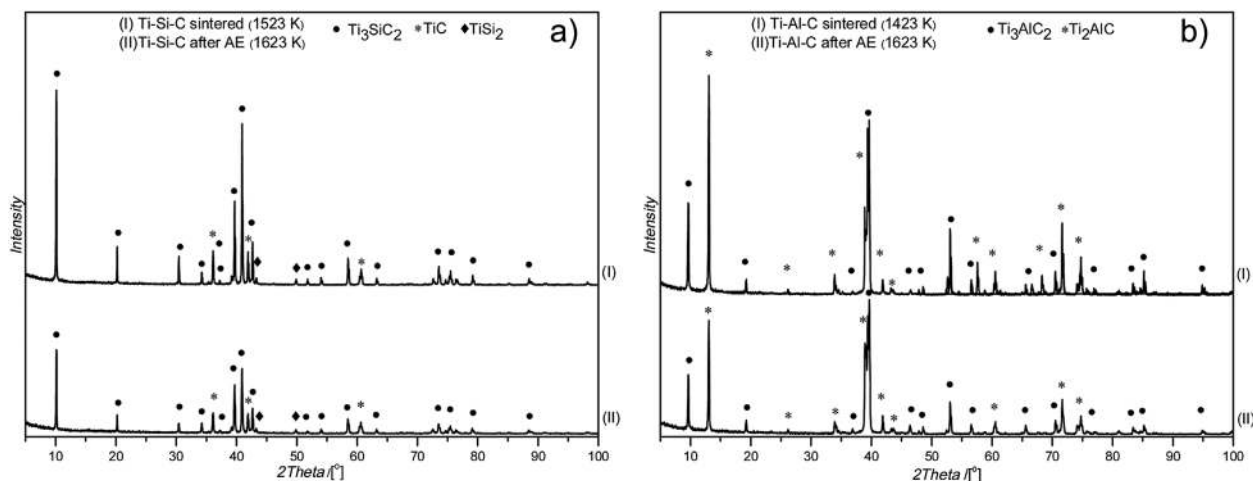 (I) Ti-Si-C sintered (1523 K)
(II)Ti-Si-C after AE (1623 K)
● Ti₃SiC₂ *TiC ♦TiSi₂
a)
Intensity
(I)
(II)
10 20 30 40 50 60 70 80 90 100
2Theta /[°]
(I) Ti-Al-C sintered (1423 K)
(II)Ti-Al-C after AE (1623 K)
●Ti₃AlC₂ *Ti₂AlC
b)
Intensity
(I)
(II)
10 20 30 40 50 60 70 80 90 100
2Theta /[°]